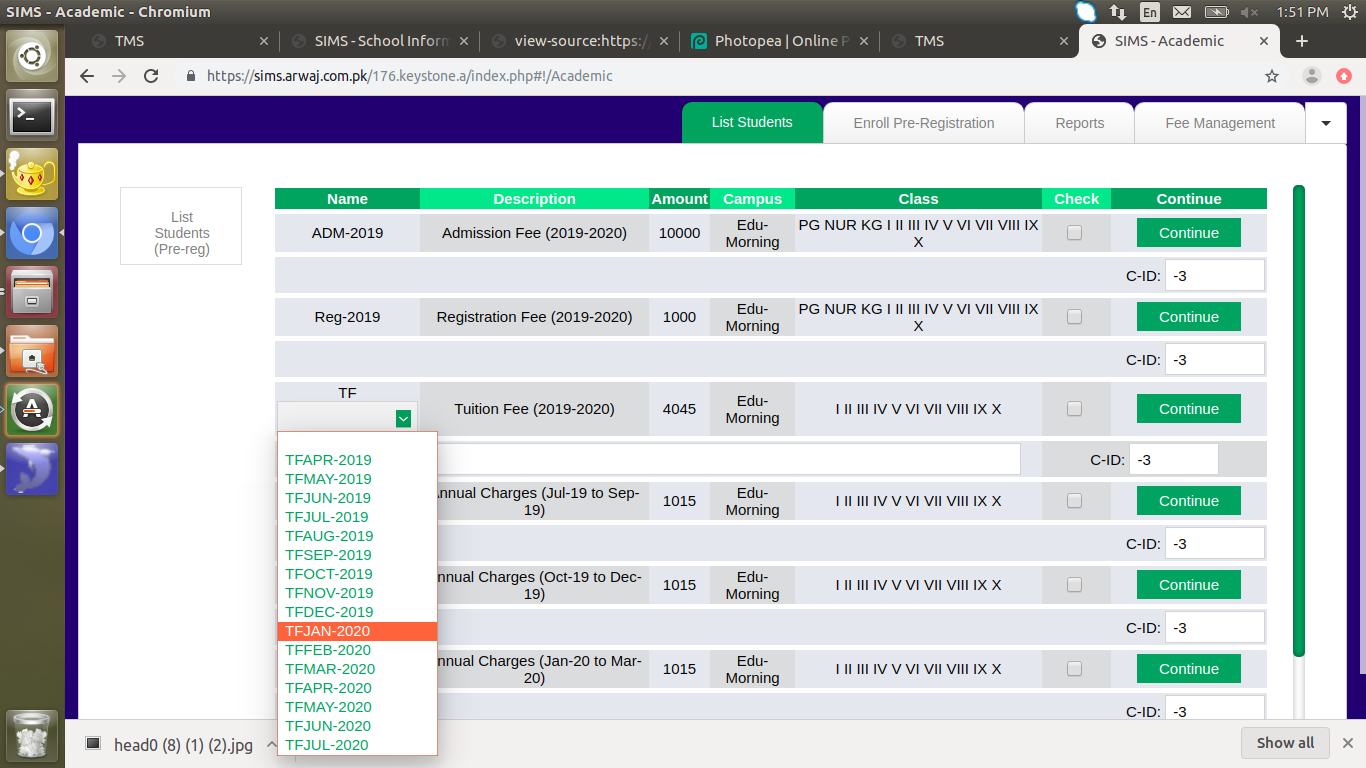 SIMS - Academic - Chromium
En
1:51 PM
TMS
SIMS - School Inform
view-source:https:/
Photopea | Online P
TMS
SIMS - Academic
https://sims.arwaj.com.pk/176.keystone.a/index.php#!/Academic
List Students
Enroll Pre-Registration
Reports
Fee Management
List
Students
(Pre-reg)
Name Description Amount Campus Class Check Continue
ADM-2019 Admission Fee (2019-2020) 10000 Edu-Morning PG NUR KG I II III IV V VI VII VIII IX X Continue
C-ID: -3
Reg-2019 Registration Fee (2019-2020) 1000 Edu-Morning PG NUR KG I II III IV V VI VII VIII IX X Continue
C-ID: -3
TF Tuition Fee (2019-2020) 4045 Edu-Morning I II III IV V VI VII VIII IX X Continue
C-ID: -3
nnual Charges (Jul-19 to Sep-19) 1015 Edu-Morning I II III IV V VI VII VIII IX X Continue
C-ID: -3
nnual Charges (Oct-19 to Dec-19) 1015 Edu-Morning I II III IV V VI VII VIII IX X Continue
C-ID: -3
nnual Charges (Jan-20 to Mar-20) 1015 Edu-Morning I II III IV V VI VII VIII IX X Continue
C-ID: -3
TFAPR-2019
TFMAY-2019
TFJUN-2019
TFJUL-2019
TFAUG-2019
TFSEP-2019
TFOCT-2019
TFNOV-2019
TFDEC-2019
TFJAN-2020
TFFEB-2020
TFMAR-2020
TFAPR-2020
TFMAY-2020
TFJUN-2020
TFJUL-2020
head0 (8) (1) (2).jpg
Show all